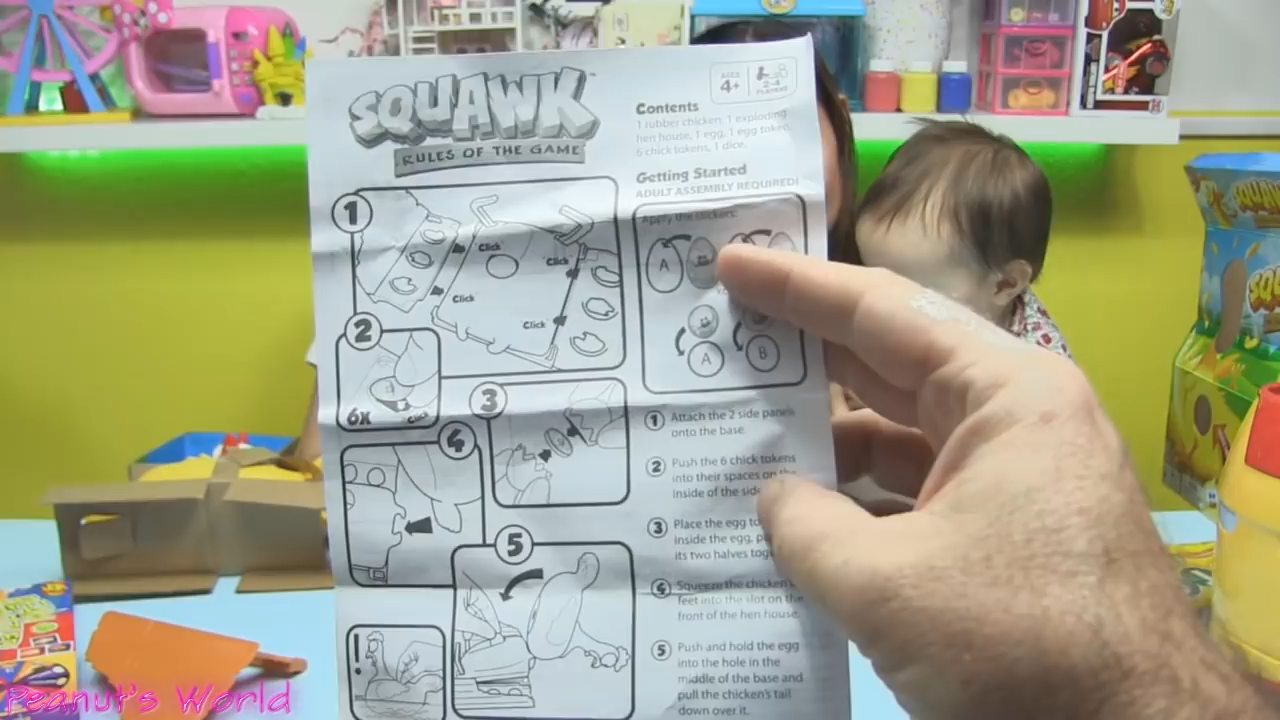 SQUAWK™
RULES OF THE GAME
AGES
4+
2-4
PLAYERS
Contents
1 rubber chicken, 1 exploding
hen house, 1 egg, 1 egg token,
6 chick tokens, 1 dice.
Getting Started
ADULT ASSEMBLY REQUIRED!
Apply the stickers:
A
A
B
1
Click
Click
Click
Click
2
6x
Click
3
4
5
!
1 Attach the 2 side panels
onto the base.
2 Push the 6 chick tokens
into their spaces on the
inside of the side
3 Place the egg
inside the egg,
its two halves
4 Squeeze the chicken's
feet into the slot on the
front of the hen house.
5 Push and hold the egg
into the hole in the
middle of the base and
pull the chicken's tail
down over it.
Peanut's World